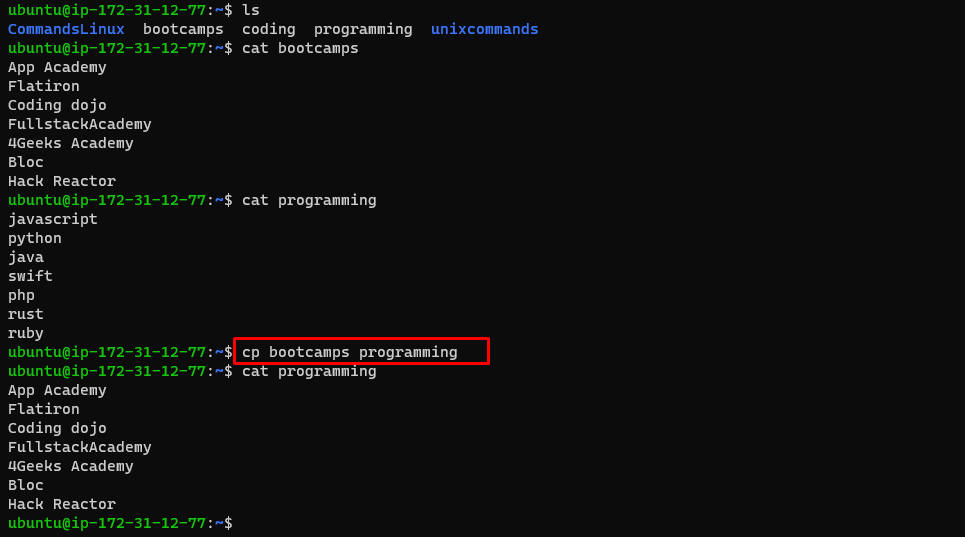 ubuntu@ip-172-31-12-77:~$ ls
CommandsLinux  bootcamps  coding  programming  unixcommands
ubuntu@ip-172-31-12-77:~$ cat bootcamps
App Academy
Flatiron
Coding dojo
FullstackAcademy
4Geeks Academy
Bloc
Hack Reactor
ubuntu@ip-172-31-12-77:~$ cat programming
javascript
python
java
swift
php
rust
ruby
ubuntu@ip-172-31-12-77:~$ cp bootcamps programming
ubuntu@ip-172-31-12-77:~$ cat programming
App Academy
Flatiron
Coding dojo
FullstackAcademy
4Geeks Academy
Bloc
Hack Reactor
ubuntu@ip-172-31-12-77:~$